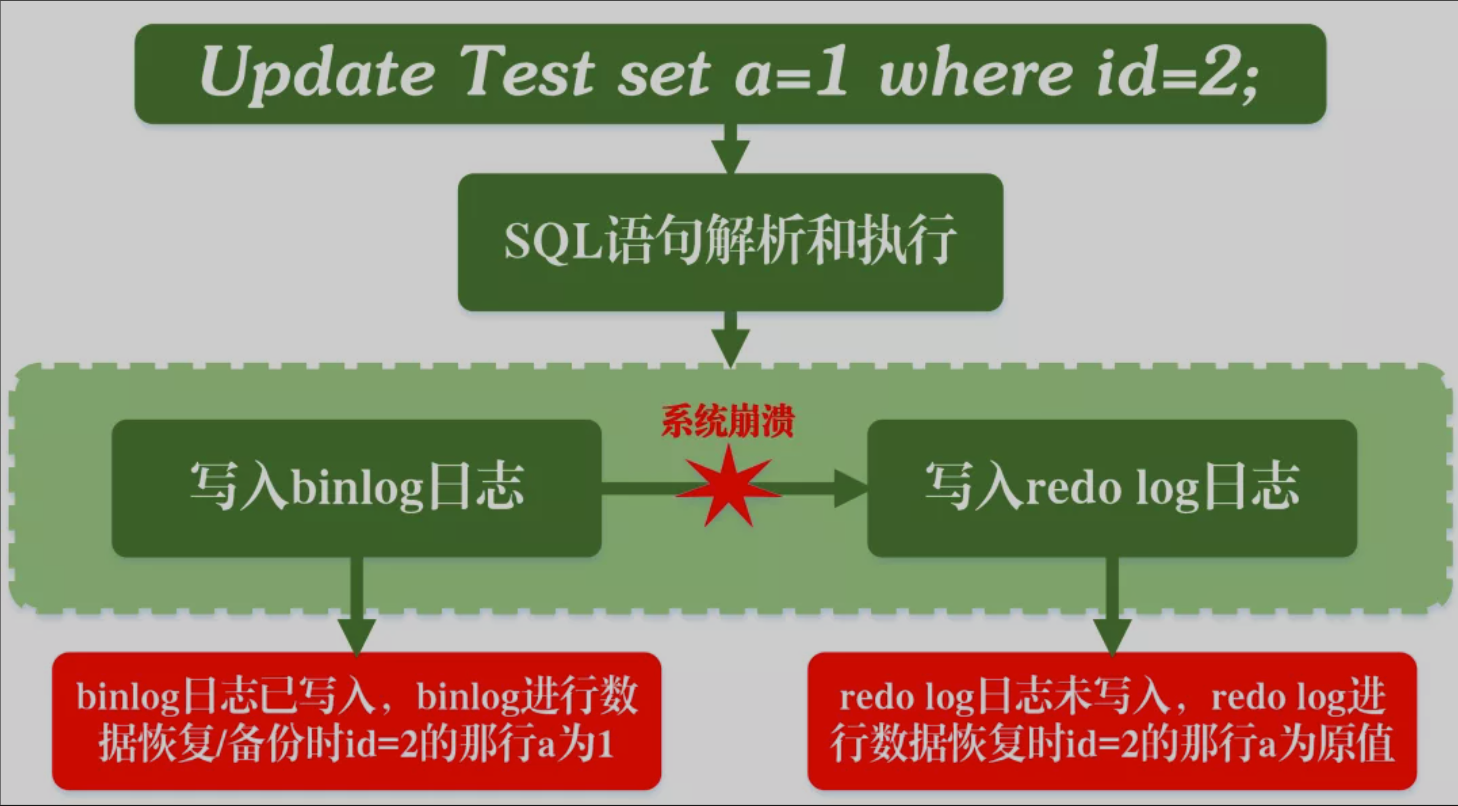 Update Test set a=1 where id=2;
SQL语句解析和执行
系统崩溃
写入binlog日志
写入redo log日志
binlog日志已写入，binlog进行数
据恢复/备份时id=2的那行a为1
redo log日志未写入，redo log进
行数据恢复时id=2的那行a为原值